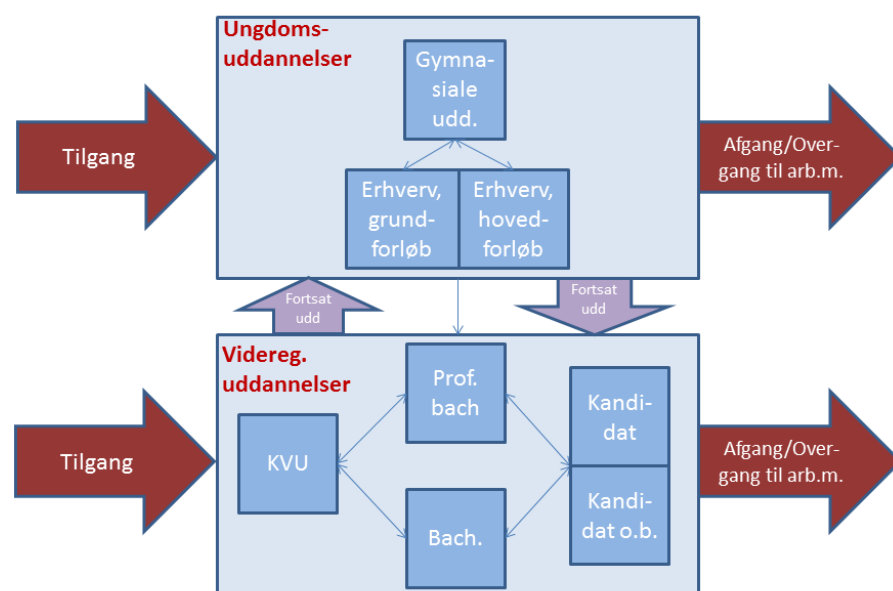 Ungdoms-
uddannelser
Gymna-
siale
udd.
Tilgang
Afgang/Over-
gang til arb.m.
Erhverv,
grund-
forløb
Erhverv,
hoved-
forløb
Fortsat
udd
Fortsat
udd
Videreg.
uddannelser
Prof.
bach
Kandi-
dat
KVU
Tilgang
Afgang/Over-
gang til arb.m.
Bach.
Kandi-
dat o.b.